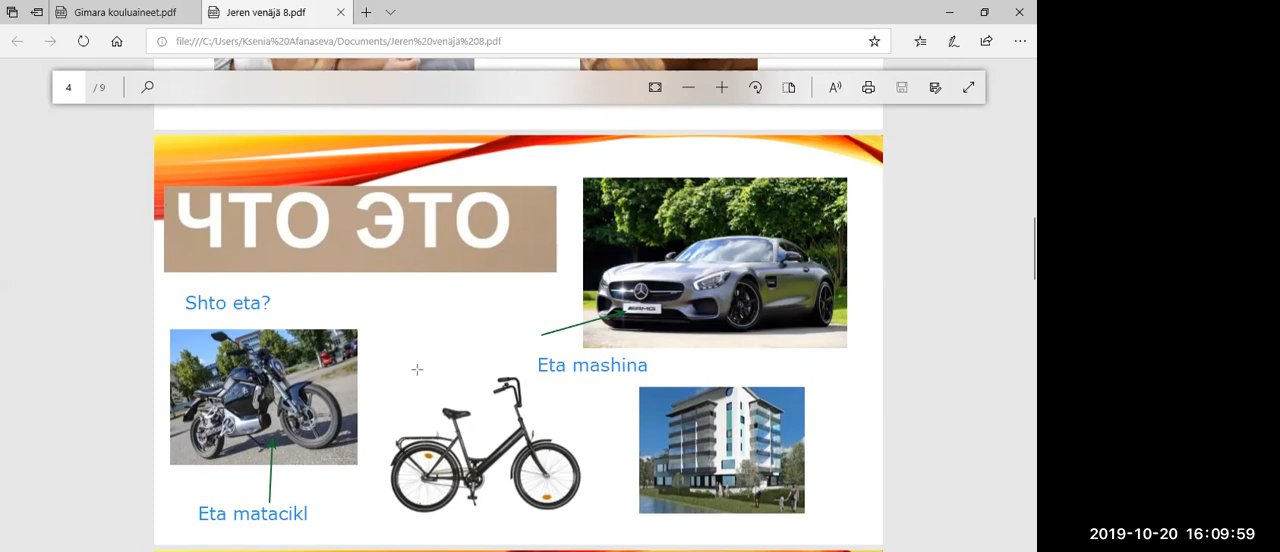 Gimara kouluaineet.pdf
Jeren venäjä 8.pdf
file:///C:/Users/Ksenia%20Afanaseva/Documents/Jeren%20venäjä%208.pdf
4 / 9
ЧТО ЭТО
Shto eta?
AMG
Eta mashina
Eta matacikl
2019-10-20 16:09:59